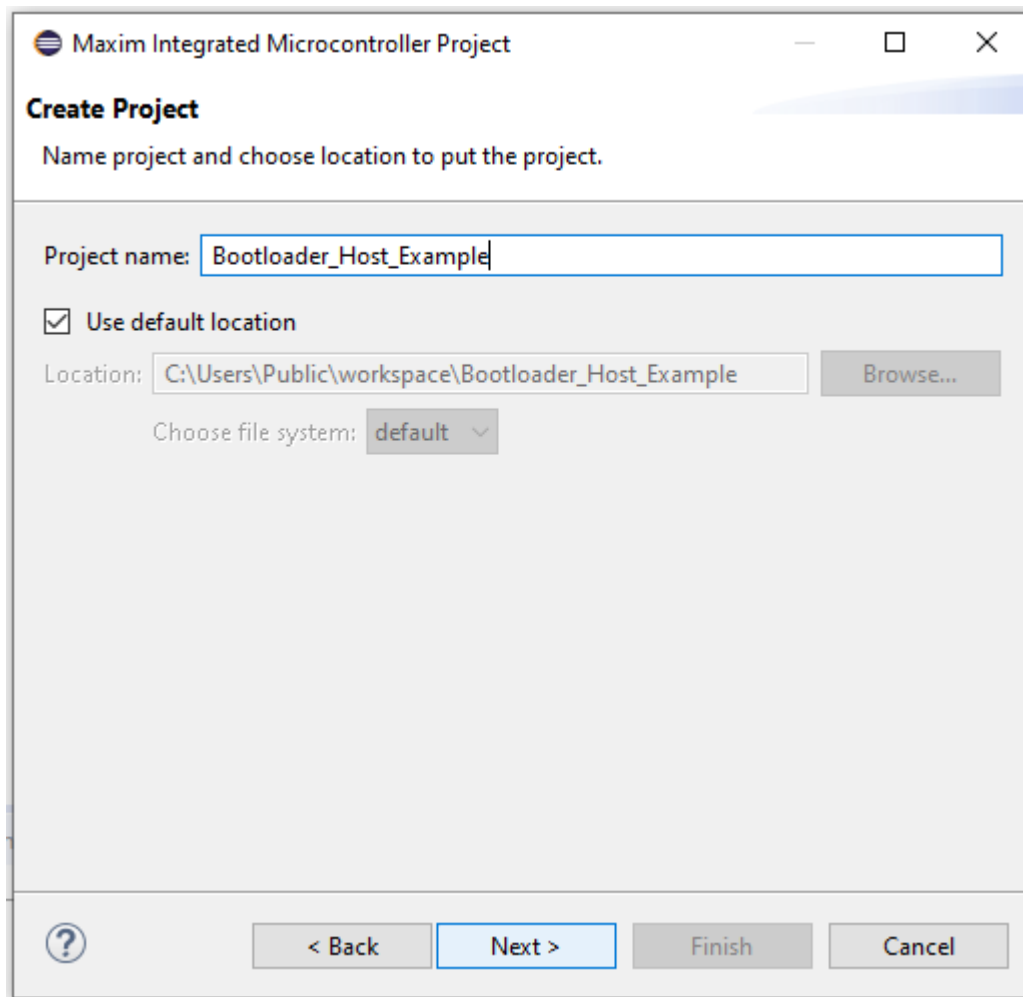 Maxim Integrated Microcontroller Project
Create Project
Name project and choose location to put the project.
Project name: Bootloader_Host_Example
Use default location
Location: C:\Users\Public\workspace\Bootloader_Host_Example Browse...
Choose file system: default
? < Back Next > Finish Cancel